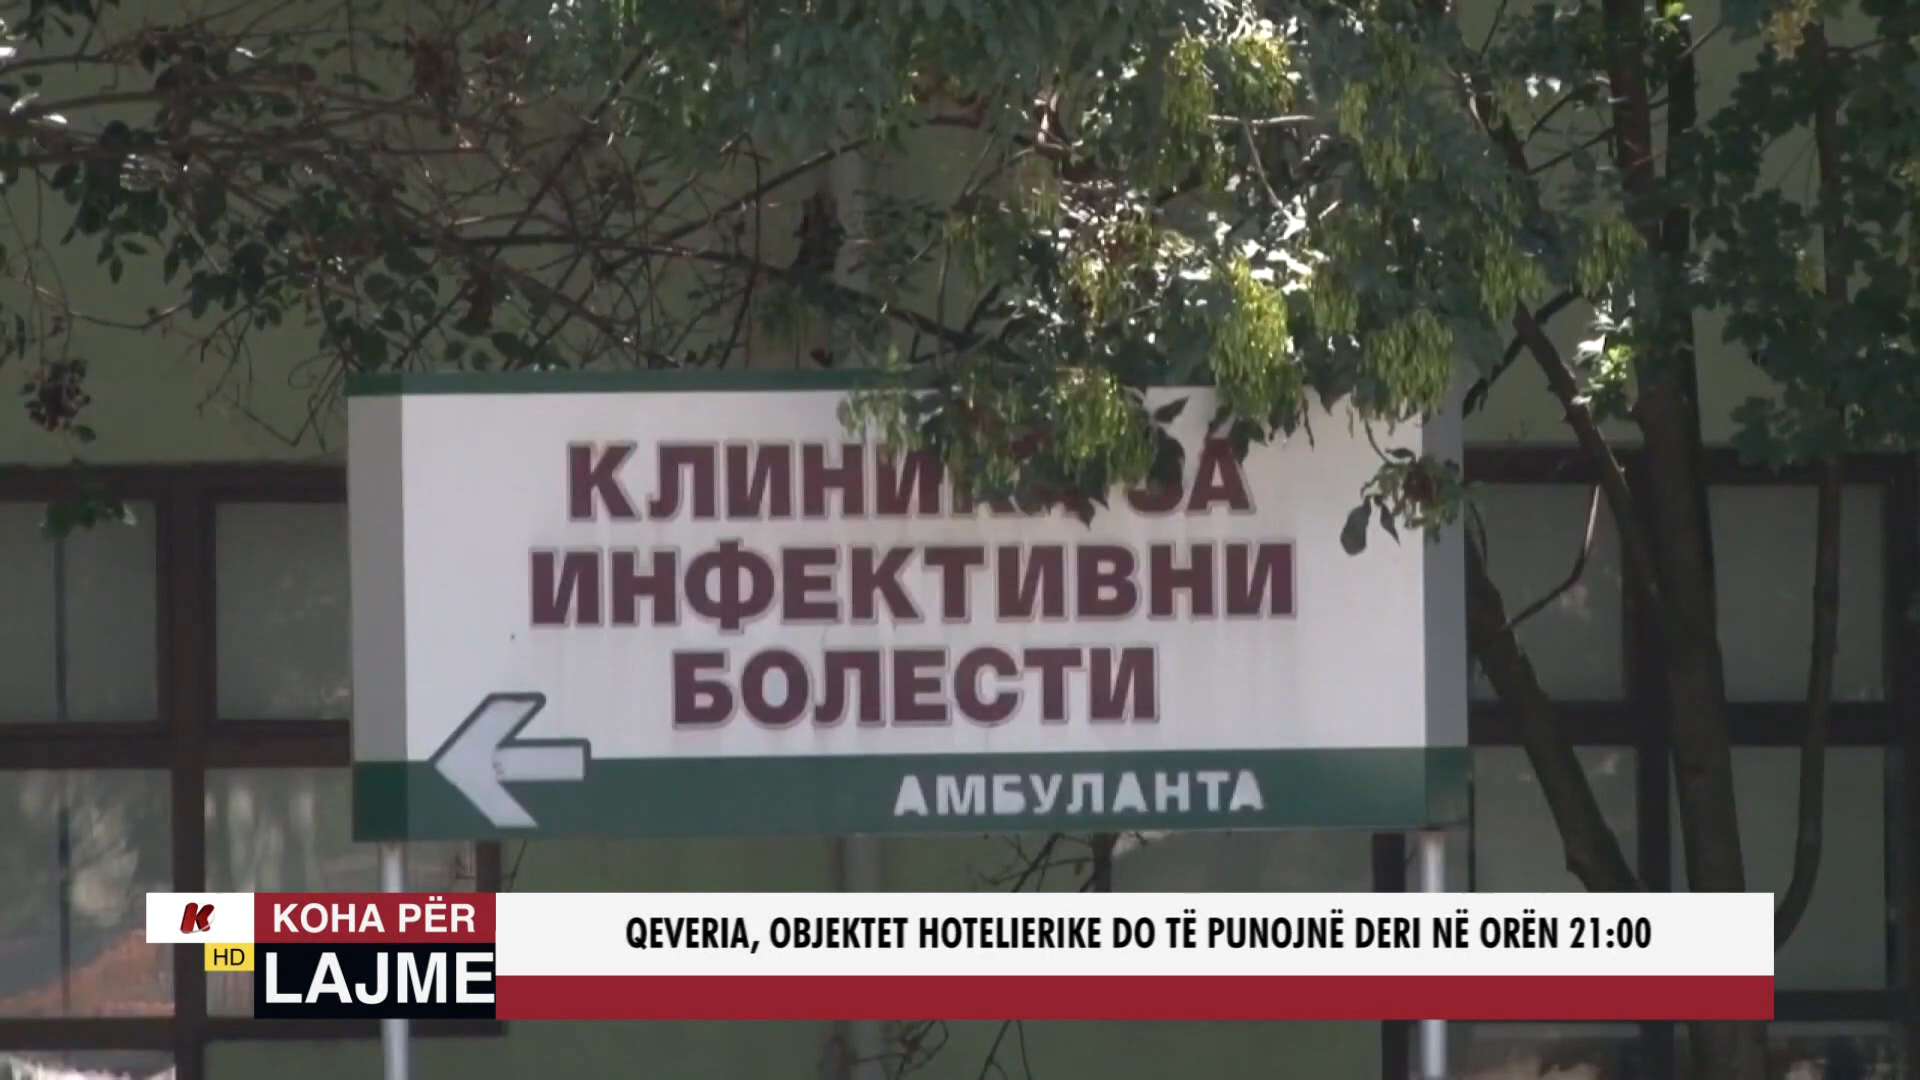 КЛИНИКА ЗА
ИНФЕКТИВНИ
БОЛЕСТИ
АМБУЛАНТА
K
HD
KOHA PËR
LAJME
QEVERIA, OBJEKTET HOTELIERIKE DO TË PUNOJNË DERI NË ORËN 21:00